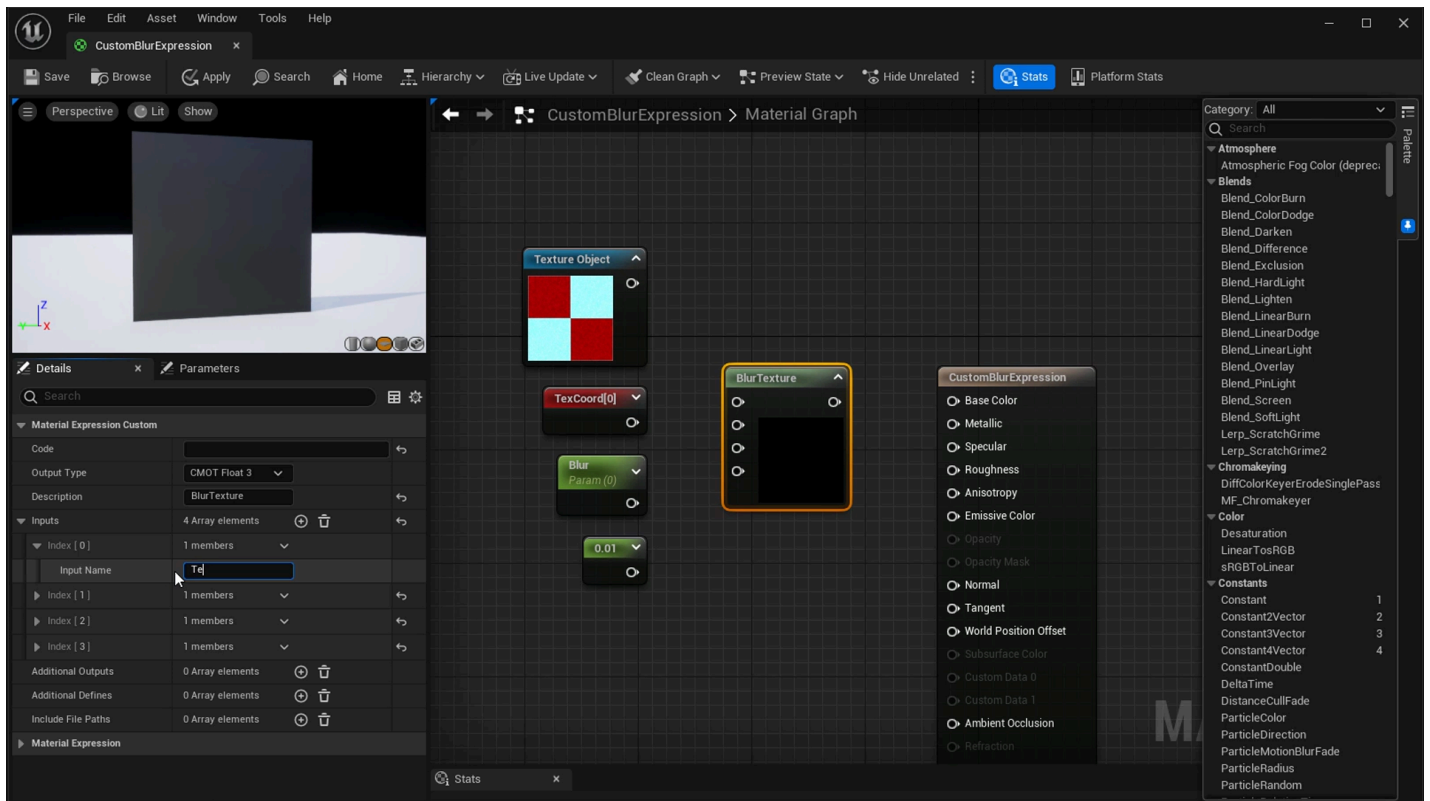 File Edit Asset Window Tools Help
CustomBlurExpression
Save Browse Apply Search Home Hierarchy Live Update Clean Graph Preview State Hide Unrelated Stats Platform Stats
Perspective Lit Show
Z
Y
X
Details Parameters
Search
Material Expression Custom
Code
Output Type CMOT Float 3
Description BlurTexture
Inputs 4 Array elements
Index [ 0 ] 1 members
Input Name Te
Index [ 1 ] 1 members
Index [ 2 ] 1 members
Index [ 3 ] 1 members
Additional Outputs 0 Array elements
Additional Defines 0 Array elements
Include File Paths 0 Array elements
Material Expression
CustomBlurExpression > Material Graph
Texture Object
TexCoord[0]
Blur
Param (0)
0.01
BlurTexture
CustomBlurExpression
Base Color
Metallic
Specular
Roughness
Anisotropy
Emissive Color
Opacity
Opacity Mask
Normal
Tangent
World Position Offset
Subsurface Color
Custom Data 0
Custom Data 1
Ambient Occlusion
Refraction
Stats
Category: All
Search
Palette
Atmosphere
Atmospheric Fog Color (depreca
Blends
Blend_ColorBurn
Blend_ColorDodge
Blend_Darken
Blend_Difference
Blend_Exclusion
Blend_HardLight
Blend_Lighten
Blend_LinearBurn
Blend_LinearDodge
Blend_LinearLight
Blend_Overlay
Blend_PinLight
Blend_Screen
Blend_SoftLight
Lerp_ScratchGrime
Lerp_ScratchGrime2
Chromakeying
DiffColorKeyerErodeSinglePass
MF_Chromakeyer
Color
Desaturation
LinearTosRGB
sRGBToLinear
Constants
Constant 1
Constant2Vector 2
Constant3Vector 3
Constant4Vector 4
ConstantDouble
DeltaTime
DistanceCullFade
ParticleColor
ParticleDirection
ParticleMotionBlurFade
ParticleRadius
ParticleRandom